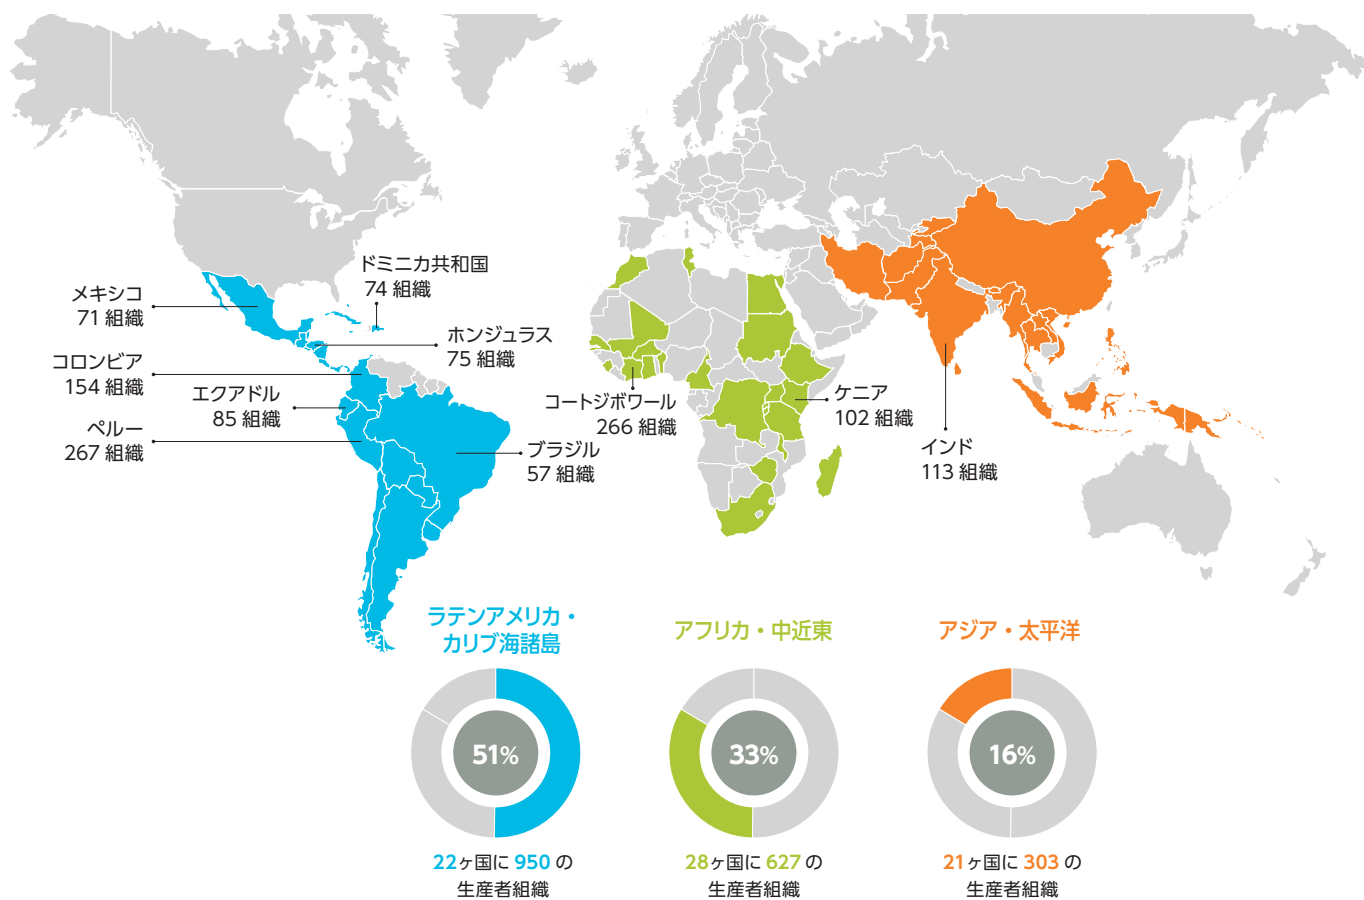 ドミニカ共和国
74 組織
メキシコ
71 組織
ホンジュラス
75 組織
コロンビア
154 組織
エクアドル
85 組織
ペルー
267 組織
ブラジル
57 組織
コートジボワール
266 組織
ケニア
102 組織
インド
113 組織
ラテンアメリカ・
カリブ海諸島
51%
22ヶ国に 950 の
生産者組織
アフリカ・中近東
33%
28ヶ国に 627 の
生産者組織
アジア・太平洋
16%
21ヶ国に 303 の
生産者組織